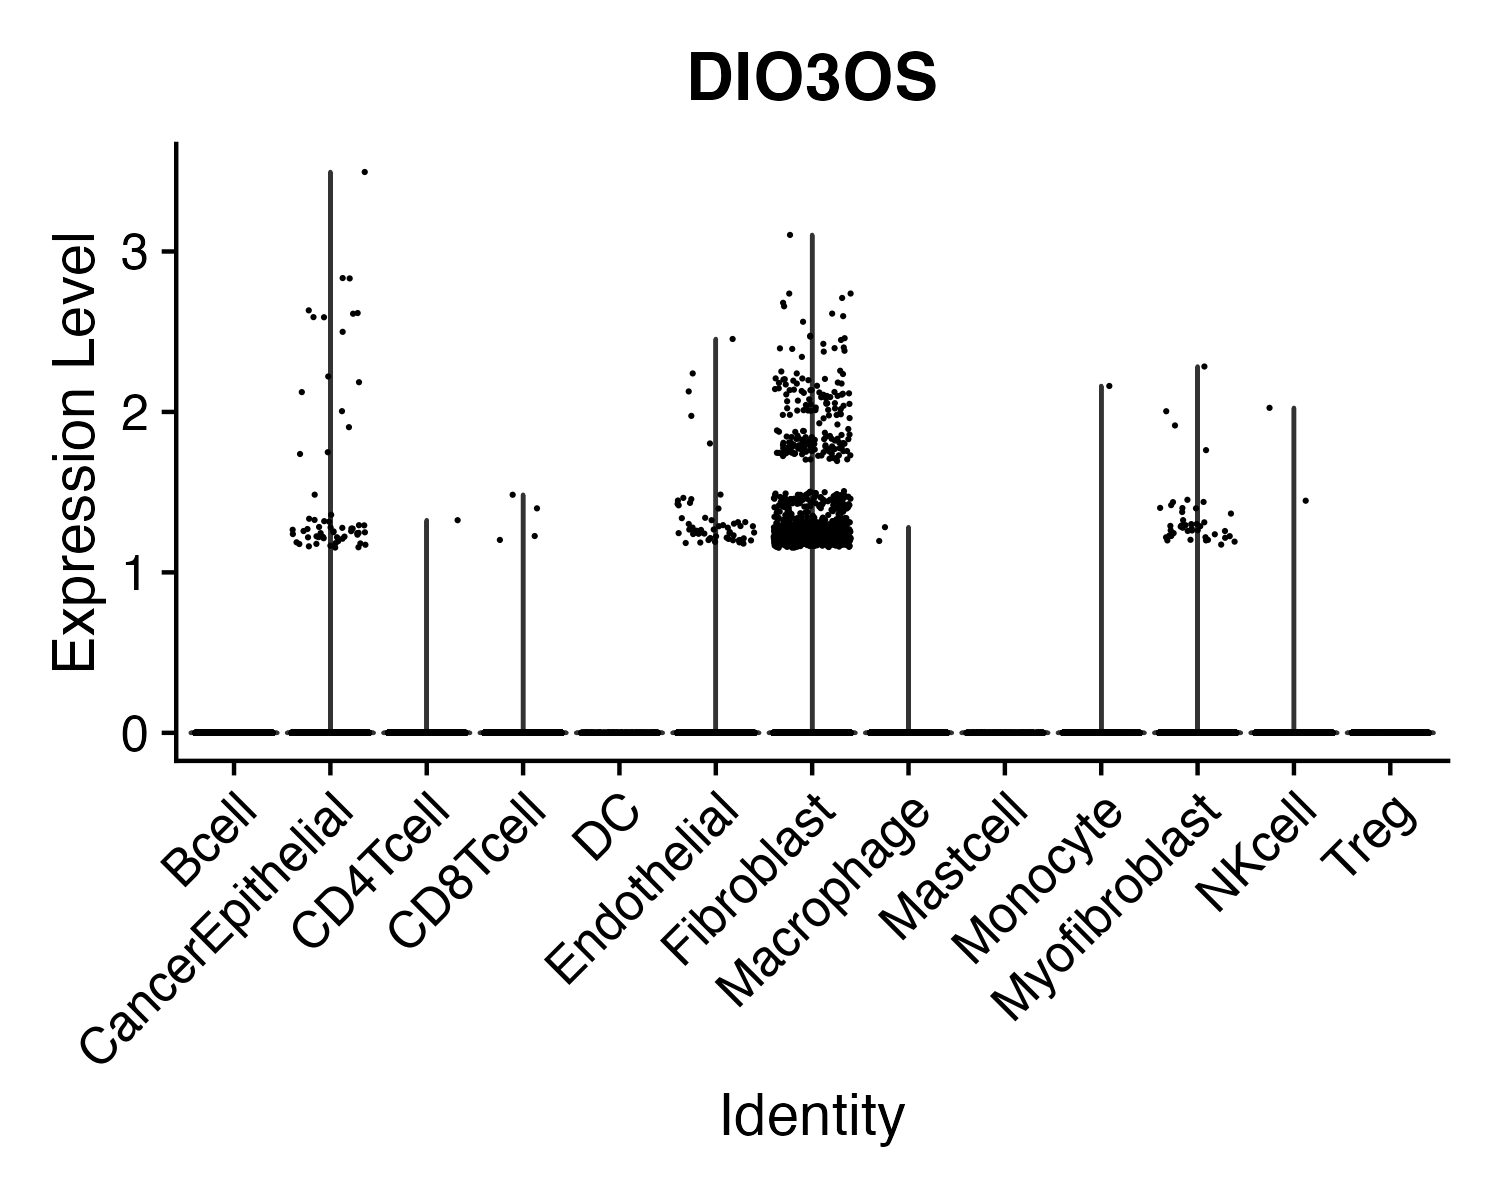 DIO3OS
Expression Level
3
2
1
0
Bcell
CancerEpithelial
CD4Tcell
CD8Tcell
DC
Endothelial
Fibroblast
Macrophage
Mastcell
Monocyte
Myofibroblast
NKcell
Treg
Identity